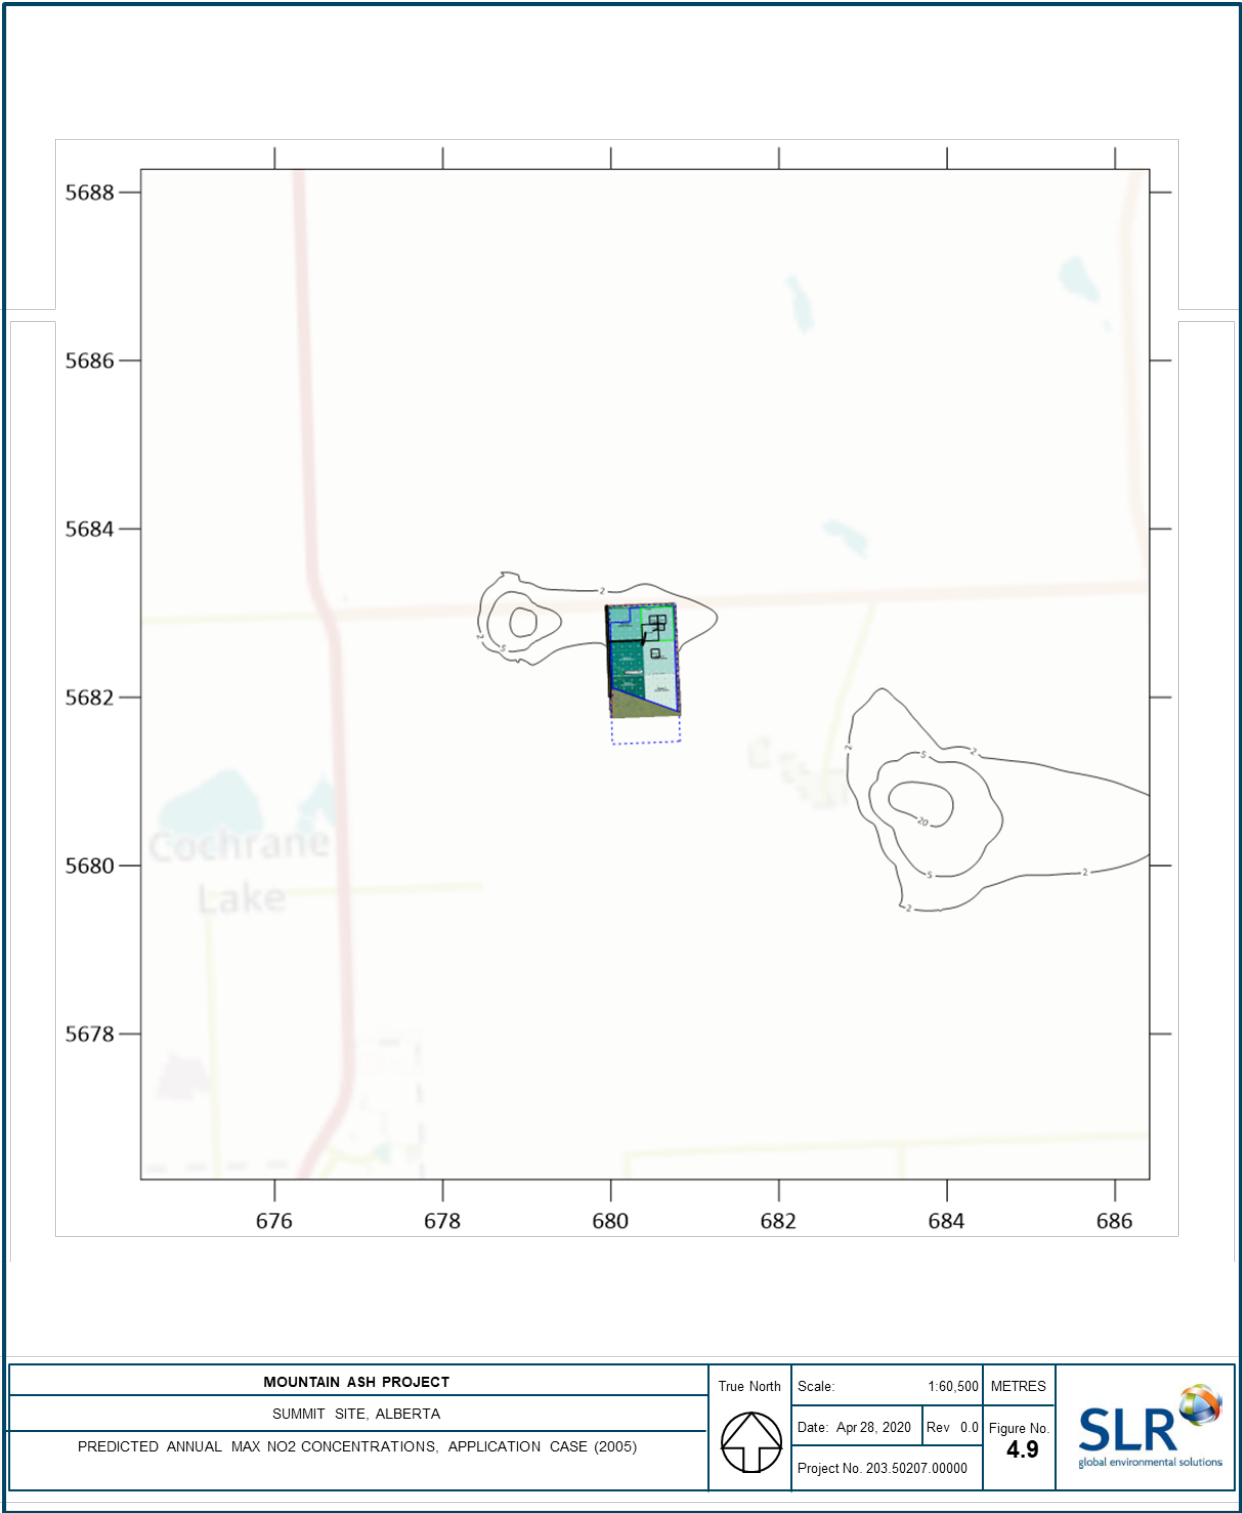 5688
5686
5684
5682
5680
5678
2
2
5
2
2
5
20
5
2
2
Cochrane
Lake
676 678 680 682 684 686
MOUNTAIN ASH PROJECT
SUMMIT SITE, ALBERTA
PREDICTED ANNUAL MAX NO2 CONCENTRATIONS, APPLICATION CASE (2005)
True North
Scale: 1:60,500 METRES
Date: Apr 28, 2020 Rev 0.0
Project No. 203.50207.00000
Figure No.
4.9
SLR
global environmental solutions